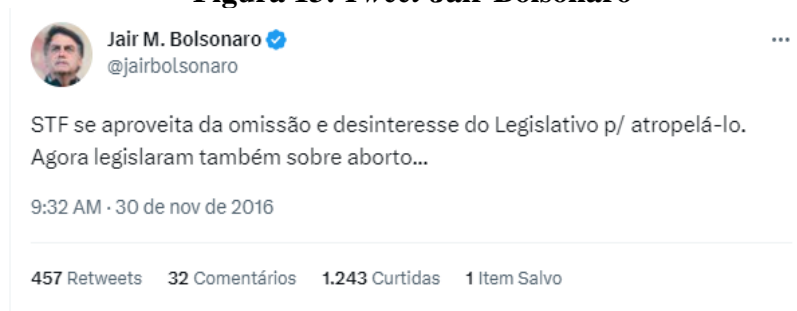 Figura 15: Tweet Jair Bolsonaro
Jair M. Bolsonaro
@jairbolsonaro
STF se aproveita da omissão e desinteresse do Legislativo p/ atropelá-lo.
Agora legislaram também sobre aborto...
9:32 AM · 30 de nov de 2016
457 Retweets 32 Comentários 1.243 Curtidas 1 Item Salvo